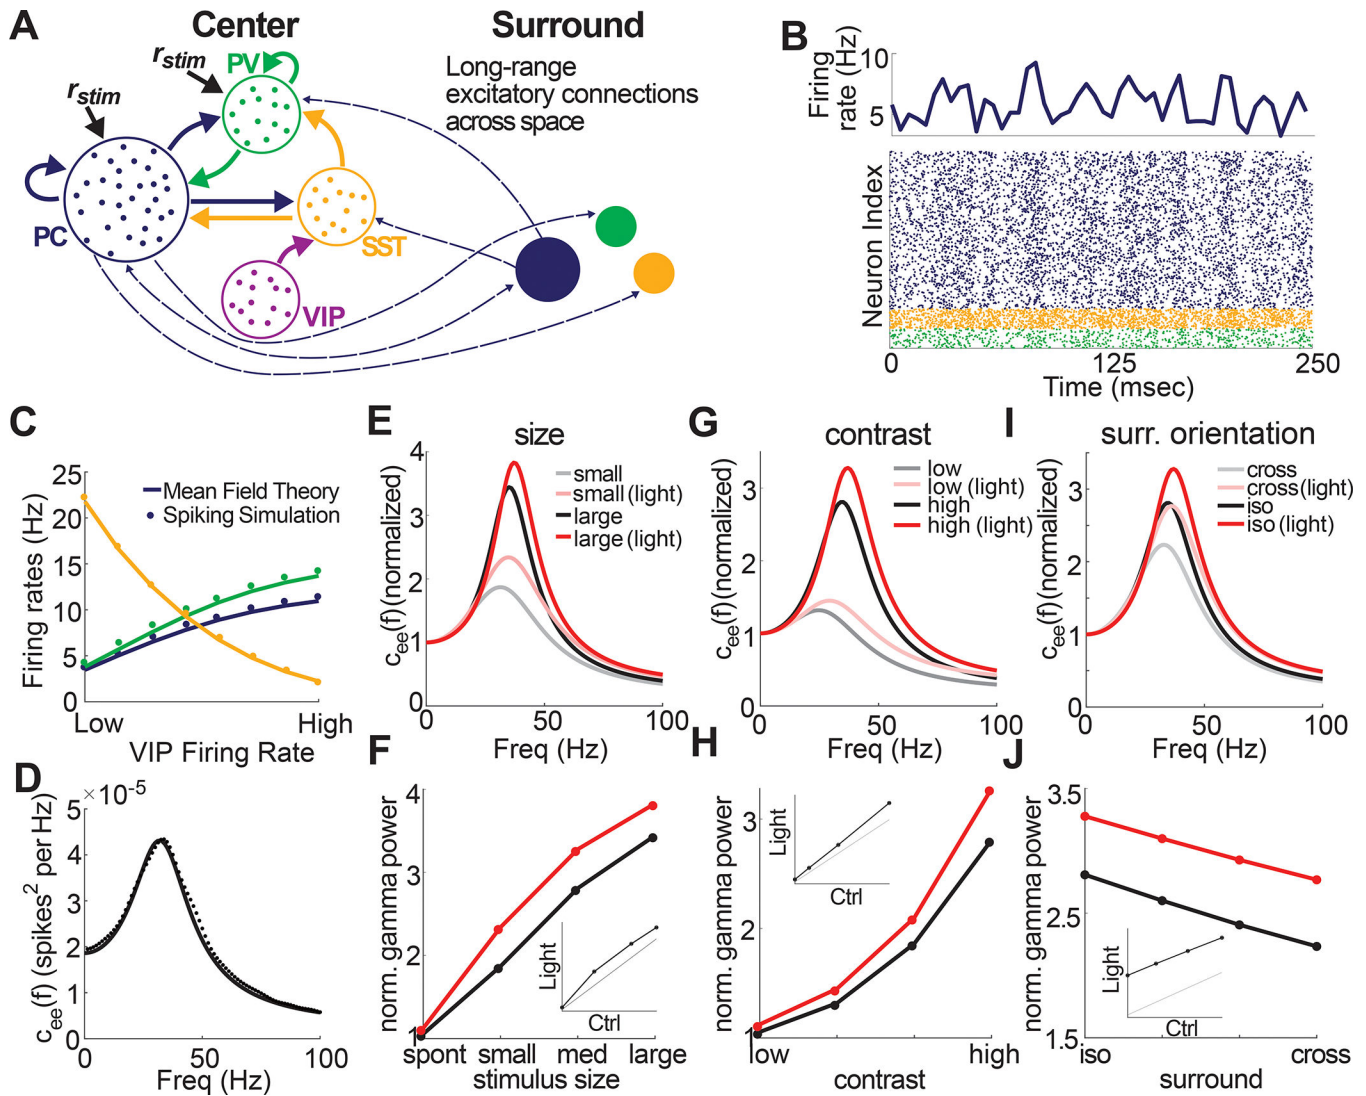 A
Center
Surround
r_stim
r_stim
PV
PC
SST
VIP
Long-range
excitatory connections
across space
B
Firing
rate (Hz)
10
5
Neuron Index
0
125
250
Time (msec)
C
25
20
15
10
5
0
Firing rates (Hz)
Mean Field Theory
Spiking Simulation
Low
High
VIP Firing Rate
D
×10⁻⁵
5
4
3
2
1
0
c_ee(f) (spikes² per Hz)
0
50
100
Freq (Hz)
E
size
4
3
2
1
0
c_ee(f) (normalized)
small
small (light)
large
large (light)
0
50
100
Freq (Hz)
F
4
3
2
1
norm. gamma power
Light
Ctrl
spont
small
med
large
stimulus size
G
contrast
3
2
1
0
c_ee(f) (normalized)
low
low (light)
high
high (light)
0
50
100
Freq (Hz)
H
3
2
1
norm. gamma power
Light
Ctrl
low
high
contrast
I
surr. orientation
3
2
1
0
c_ee(f) (normalized)
cross
cross (light)
iso
iso (light)
0
50
100
Freq (Hz)
J
3.5
2.5
1.5
norm. gamma power
Light
Ctrl
iso
cross
surround